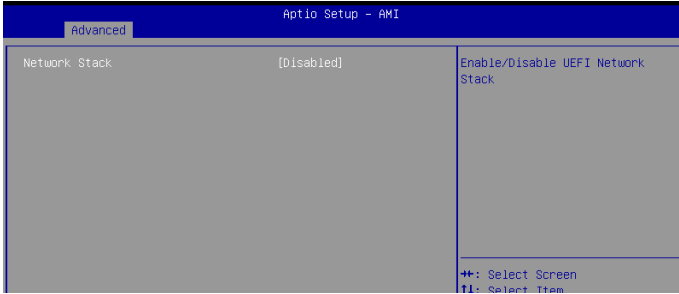 Aptio Setup - AMI
Advanced
Network Stack [Disabled]
Enable/Disable UEFI Network
Stack
→←: Select Screen
↑↓: Select Item